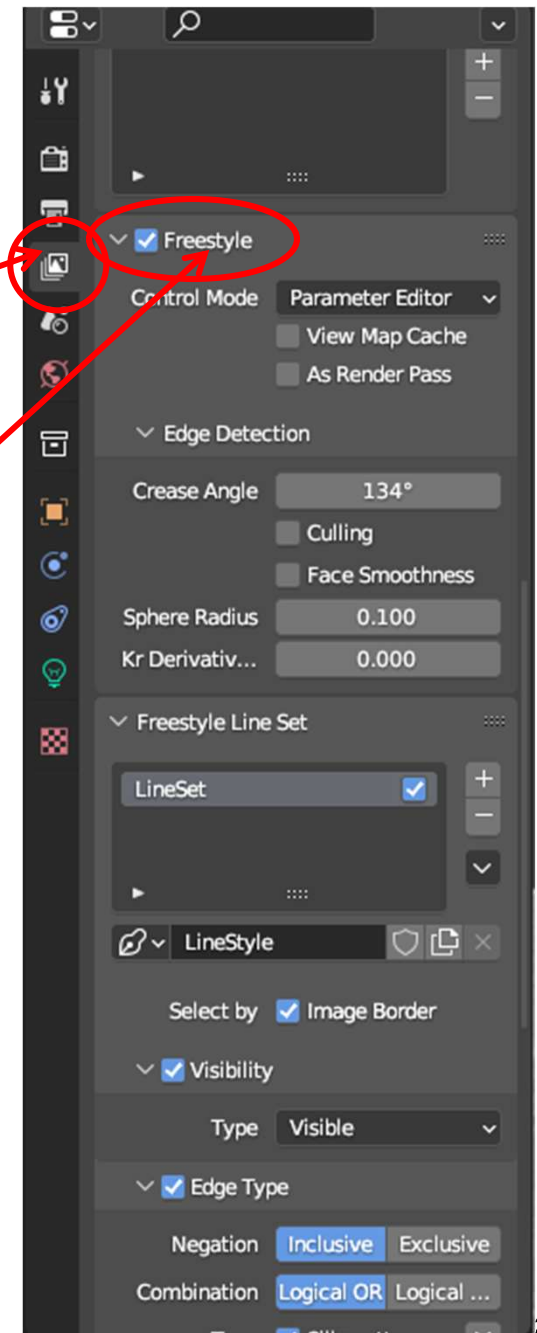 Freestyle
Control Mode Parameter Editor
View Map Cache
As Render Pass
Edge Detection
Crease Angle 134°
Culling
Face Smoothness
Sphere Radius 0.100
Kr Derivativ... 0.000
Freestyle Line Set
LineSet
LineStyle
Select by Image Border
Visibility
Type Visible
Edge Type
Negation Inclusive Exclusive
Combination Logical OR Logical ...